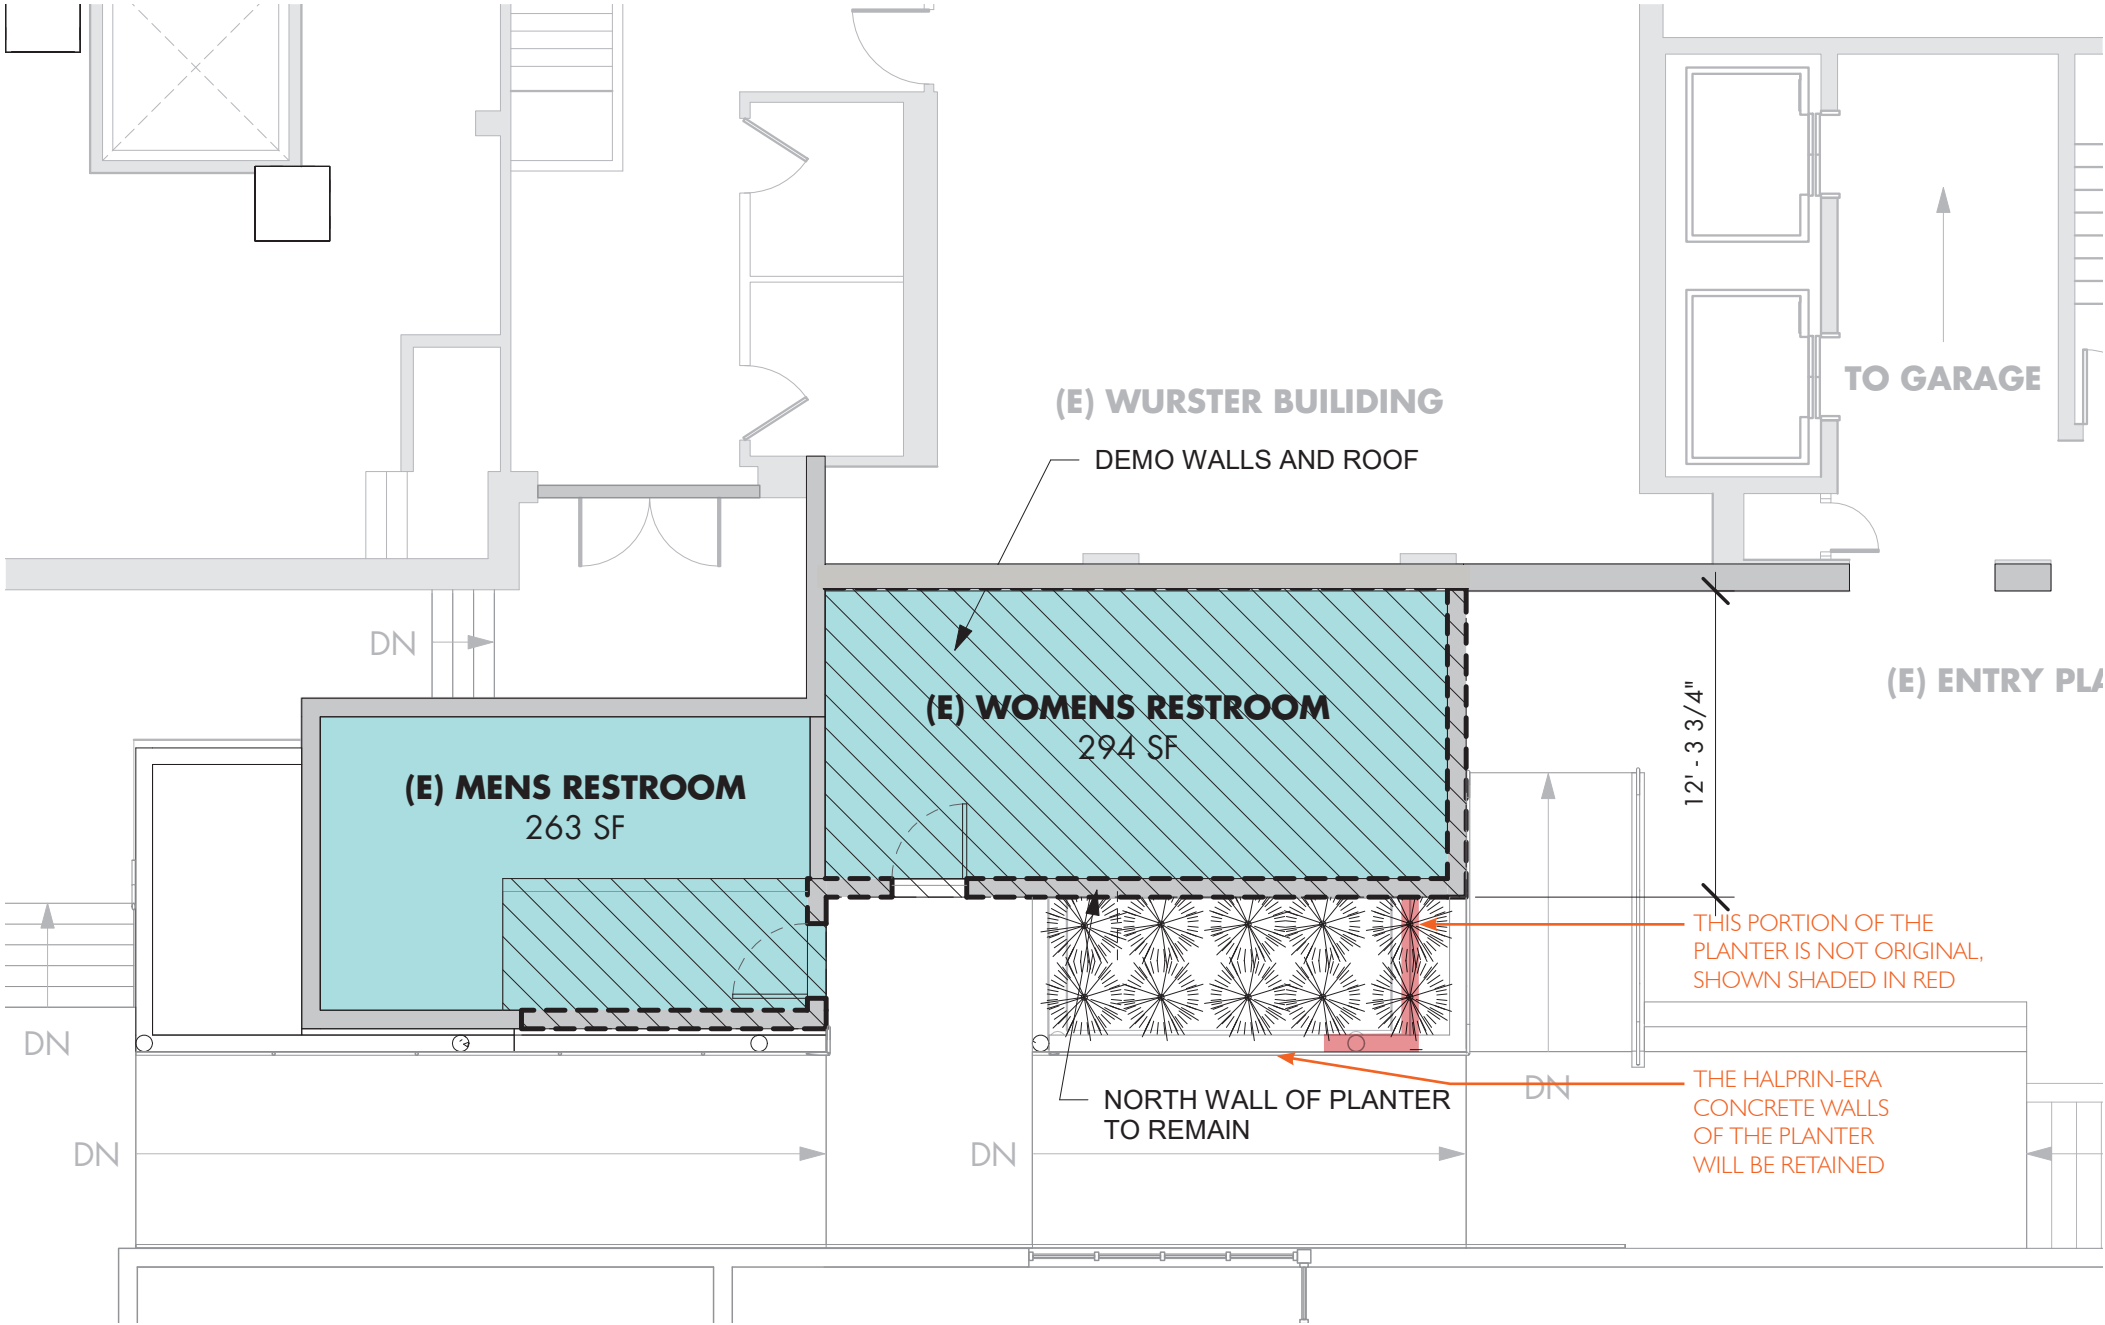 (E) WURSTER BUILIDING
TO GARAGE
DEMO WALLS AND ROOF
DN
(E) ENTRY PLA
12' - 3 3/4"
(E) WOMENS RESTROOM
294 SF
(E) MENS RESTROOM
263 SF
THIS PORTION OF THE
PLANTER IS NOT ORIGINAL,
SHOWN SHADED IN RED
DN
THE HALPRIN-ERA
CONCRETE WALLS
OF THE PLANTER
WILL BE RETAINED
DN
NORTH WALL OF PLANTER
TO REMAIN
DN
DN